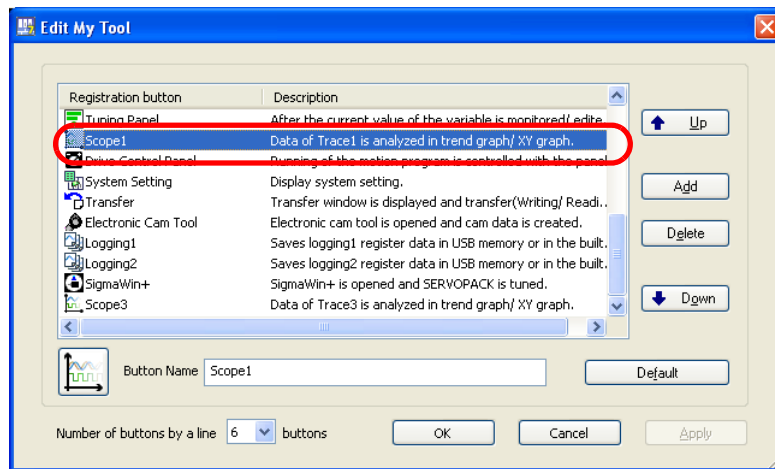 Edit My Tool
Registration button Description
Tuning Panel After the current value of the variable is monitored/ edite
Scope1 Data of Trace1 is analyzed in trend graph/ XY graph.
Drive Control Panel Running of the motion program is controlled with the panel
System Setting Display system setting.
Transfer Transfer window is displayed and transfer(Writing/ Readi..
Electronic Cam Tool Electronic cam tool is opened and cam data is created.
Logging1 Saves logging1 register data in USB memory or in the built.
Logging2 Saves logging2 register data in USB memory or in the built.
SigmaWin+ SigmaWin+ is opened and SERVOPACK is tuned.
Scope3 Data of Trace3 is analyzed in trend graph/ XY graph.
Up
Add
Delete
Down
Button Name Scope1 Default
Number of buttons by a line 6 buttons OK Cancel Apply